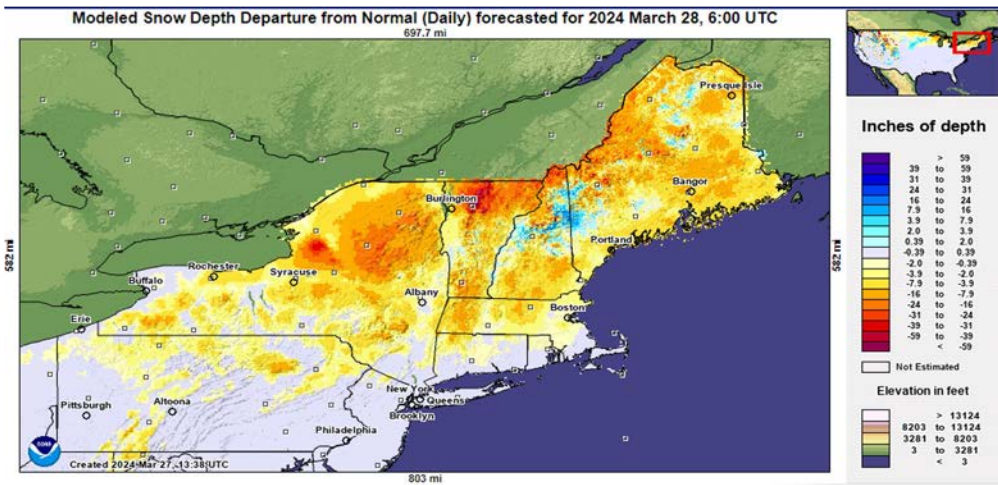 Modeled Snow Depth Departure from Normal (Daily) forecasted for 2024 March 28, 6:00 UTC
697.7 mi
582 mi
Presque Isle
Bangor
Burlington
Portland
Rochester
Syracuse
Buffalo
Albany
Boston
Erie
New York
Queens
Brooklyn
Pittsburgh
Altoona
Philadelphia
NOAA
Created 2024 Mar 27, 13:38 UTC
803 mi
582 mi
Inches of depth
> 59
39 to 59
31 to 39
24 to 31
16 to 24
7.9 to 16
3.9 to 7.9
2.0 to 3.9
0.39 to 2.0
-0.39 to 0.39
-2.0 to -0.39
-3.9 to -2.0
-7.9 to -3.9
-16 to -7.9
-24 to -16
-31 to -24
-39 to -31
-59 to -39
< -59
Not Estimated
Elevation in feet
> 13124
8203 to 13124
3281 to 8203
3 to 3281
< 3